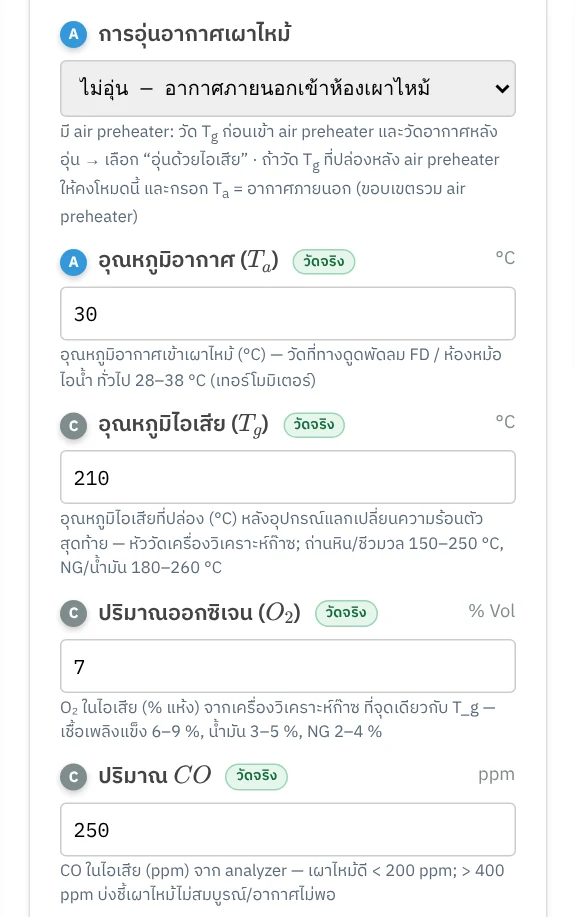 A การอุ่นอากาศเผาไหม้
ไม่อุ่น — อากาศภายนอกเข้าห้องเผาไหม้
มี air preheater: วัด Tg ก่อนเข้า air preheater และวัดอากาศหลัง
อุ่น → เลือก “อุ่นด้วยไอเสีย” · ถ้าวัด Tg ที่ปล่องหลัง air preheater
ให้คงโหมดนี้ และกรอก Ta = อากาศภายนอก (ขอบเขตรวม air
preheater)
A อุณหภูมิอากาศ (Ta) วัดจริง °C
30
อุณหภูมิอากาศเข้าเผาไหม้ (°C) — วัดที่ทางดูดพัดลม FD / ห้องหม้อ
ไอน้ำ ทั่วไป 28–38 °C (เทอร์โมมิเตอร์)
C อุณหภูมิไอเสีย (Tg) วัดจริง °C
210
อุณหภูมิไอเสียที่ปล่อง (°C) หลังอุปกรณ์แลกเปลี่ยนความร้อนตัว
สุดท้าย — หัววัดเครื่องวิเคราะห์ก๊าซ; ถ่านหิน/ชีวมวล 150–250 °C,
NG/น้ำมัน 180–260 °C
C ปริมาณออกซิเจน (O2) วัดจริง % Vol
7
O₂ ในไอเสีย (% แห้ง) จากเครื่องวิเคราะห์ก๊าซ ที่จุดเดียวกับ T_g —
เชื้อเพลิงแข็ง 6–9 %, น้ำมัน 3–5 %, NG 2–4 %
C ปริมาณ CO วัดจริง ppm
250
CO ในไอเสีย (ppm) จาก analyzer — เผาไหม้ดี < 200 ppm; > 400
ppm บ่งชี้เผาไหม้ไม่สมบูรณ์/อากาศไม่พอ